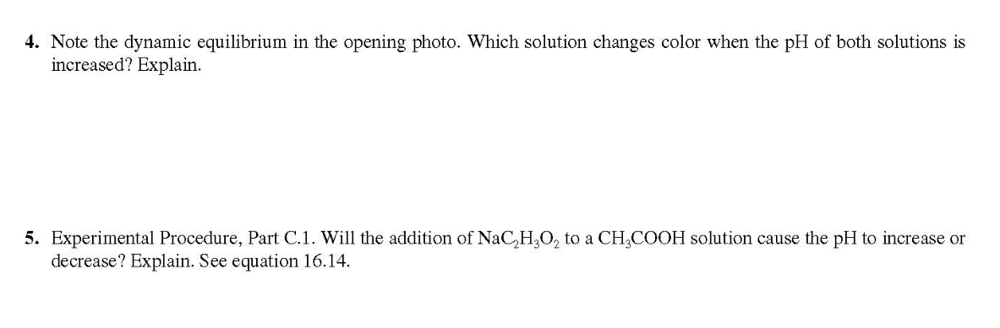 4. Note the dynamic equilibrium in the opening photo. Which solution changes color when the pH of both solutions is
increased? Explain.
5. Experimental Procedure, Part C.1. Will the addition of NaC₂H₃O₂ to a CH₃COOH solution cause the pH to increase or
decrease? Explain. See equation 16.14.